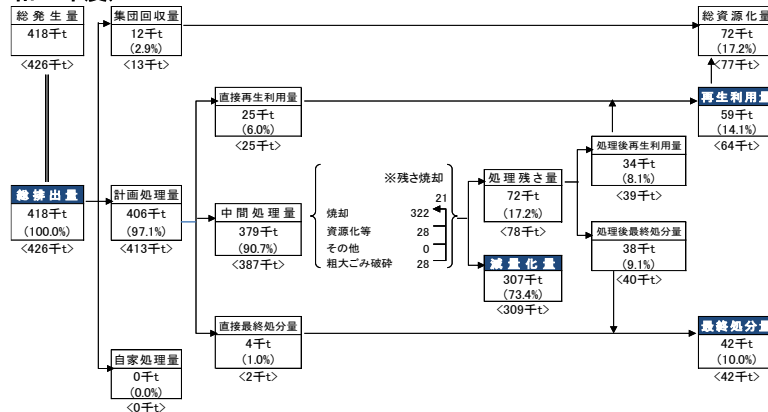 総発生量
418千t
<426千t>
集団回収量
12千t
(2.9%)
<13千t>
総資源化量
72千t
(17.2%)
<77千t>
直接再生利用量
25千t
(6.0%)
<25千t>
再生利用量
59千t
(14.1%)
<64千t>
処理後再生利用量
34千t
(8.1%)
<39千t>
総排出量
418千t
(100.0%)
<426千t>
計画処理量
406千t
(97.1%)
<413千t>
中間処理量
379千t
(90.7%)
<387千t>
※残さ焼却
21
焼却 322
資源化等 28
その他 0
粗大ごみ破砕 28
処理残さ量
72千t
(17.2%)
<78千t>
減量化量
307千t
(73.4%)
<309千t>
処理後最終処分量
38千t
(9.1%)
<40千t>
直接最終処分量
4千t
(1.0%)
<2千t>
最終処分量
42千t
(10.0%)
<42千t>
自家処理量
0千t
(0.0%)
<0千t>